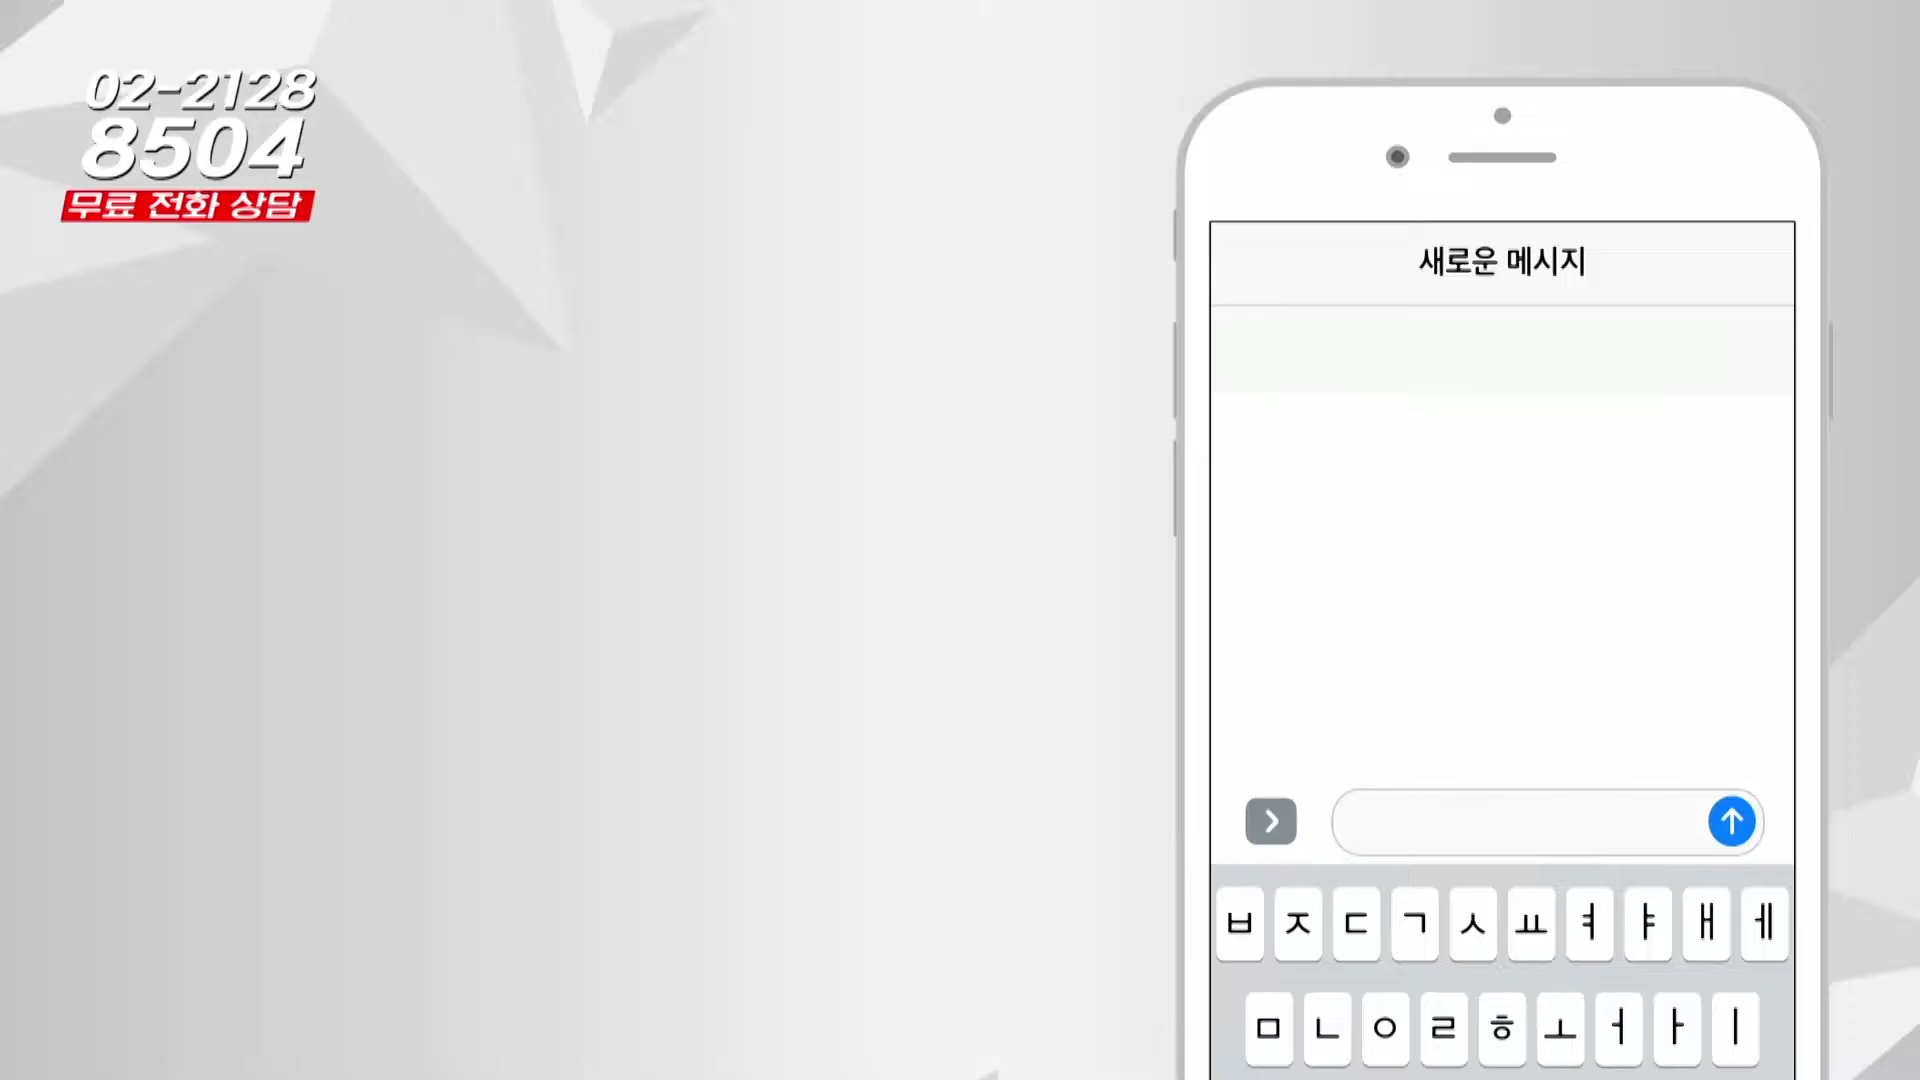 02-2128
8504
무료 전화 상담
새로운 메시지
ㅂ ㅈ ㄷ ㄱ ㅅ ㅛ ㅕ ㅑ ㅐ ㅔ
ㅁ ㄴ ㅇ ㄹ ㅎ ㅗ ㅓ ㅏ ㅣ